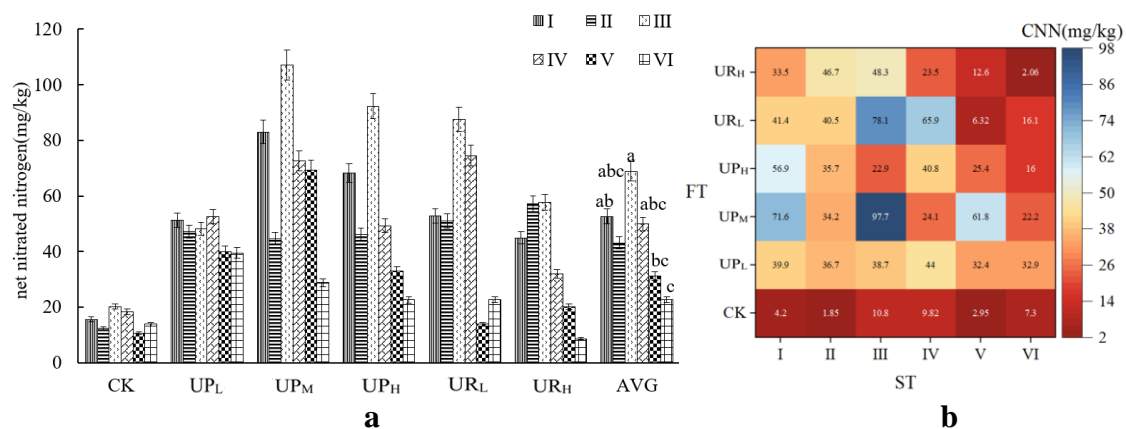 net nitrated nitrogen(mg/kg)
120
100
80
60
40
20
0
I II III
IV V VI
a
abc
ab
abc
bc
c
CK UPL UPM UPH URL URH AVG
a
CNN(mg/kg)
FT
URH 33.5 46.7 48.3 23.5 12.6 2.06
URL 41.4 40.5 78.1 65.9 6.32 16.1
UPH 56.9 35.7 22.9 40.8 25.4 16
UPM 71.6 34.2 97.7 24.1 61.8 22.2
UPL 39.9 36.7 38.7 44 32.4 32.9
CK 4.2 1.85 10.8 9.82 2.95 7.3
I II III IV V VI
ST
98
86
74
62
50
38
26
14
2
b